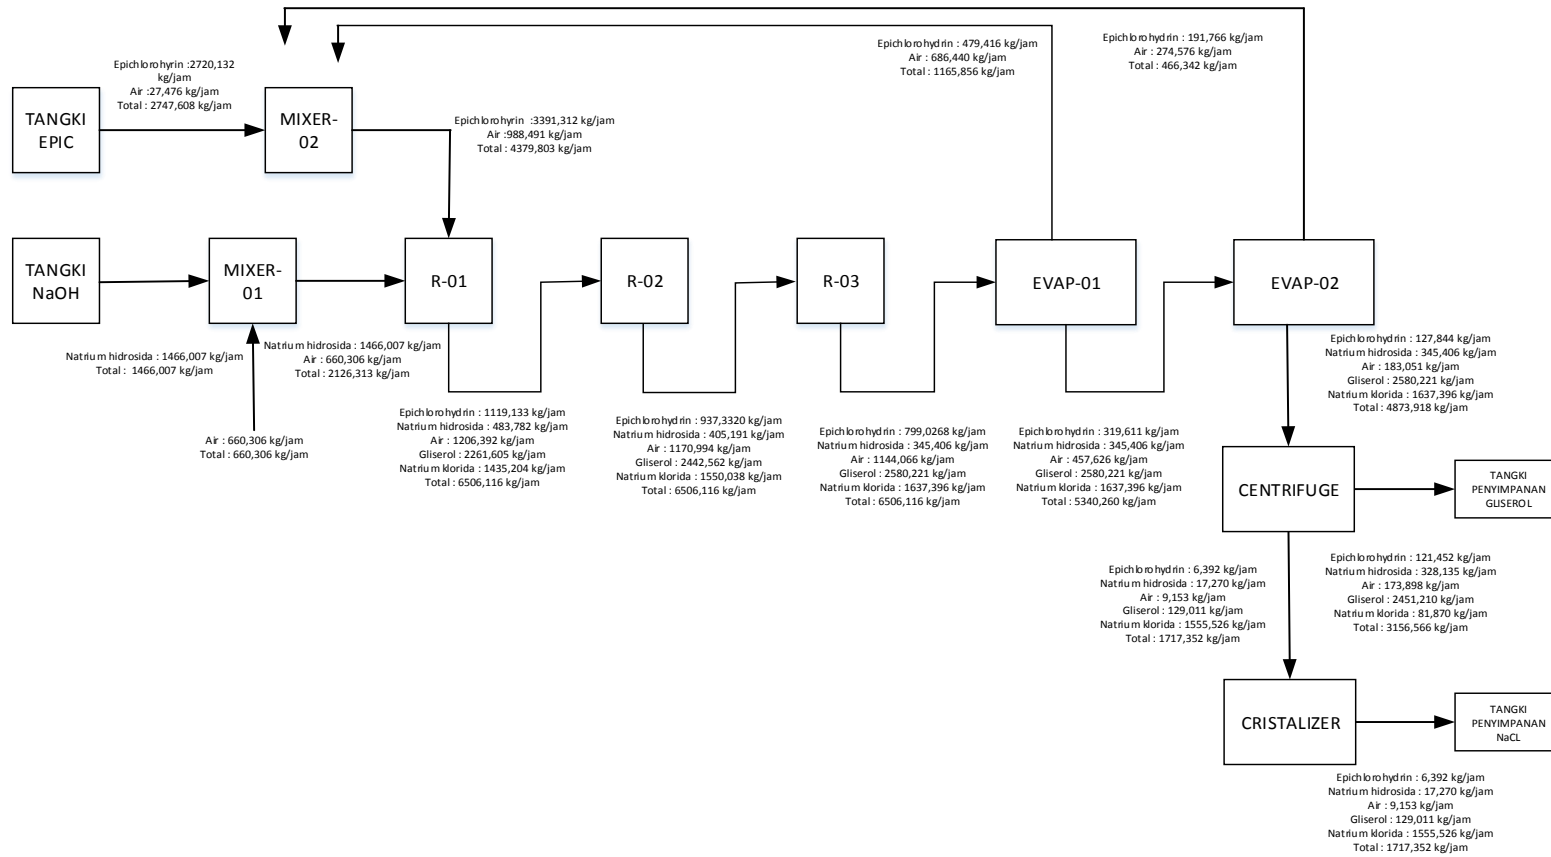 Epichlorohydrin : 479,416 kg/jam
Air : 686,440 kg/jam
Total : 1165,856 kg/jam
Epichlorohydrin : 191,766 kg/jam
Air : 274,576 kg/jam
Total : 466,342 kg/jam
Epichlorohyrin :2720,132
kg/jam
Air :27,476 kg/jam
Total : 2747,608 kg/jam
TANGKI
EPIC
MIXER-
02
Epichlorohyrin :3391,312 kg/jam
Air :988,491 kg/jam
Total : 4379,803 kg/jam
TANGKI
NaOH
MIXER-
01
R-01
R-02
R-03
EVAP-01
EVAP-02
Natrium hidrosida : 1466,007 kg/jam
Total : 1466,007 kg/jam
Natrium hidrosida : 1466,007 kg/jam
Air : 660,306 kg/jam
Total : 2126,313 kg/jam
Air : 660,306 kg/jam
Total : 660,306 kg/jam
Epichlorohydrin : 1119,133 kg/jam
Natrium hidrosida : 483,782 kg/jam
Air : 1206,392 kg/jam
Gliserol : 2261,605 kg/jam
Natrium klorida : 1435,204 kg/jam
Total : 6506,116 kg/jam
Epichlorohydrin : 937,3320 kg/jam
Natrium hidrosida : 405,191 kg/jam
Air : 1170,994 kg/jam
Gliserol : 2442,562 kg/jam
Natrium klorida : 1550,038 kg/jam
Total : 6506,116 kg/jam
Epichlorohydrin : 799,0268 kg/jam
Natrium hidrosida : 345,406 kg/jam
Air : 1144,066 kg/jam
Gliserol : 2580,221 kg/jam
Natrium klorida : 1637,396 kg/jam
Total : 6506,116 kg/jam
Epichlorohydrin : 319,611 kg/jam
Natrium hidrosida : 345,406 kg/jam
Air : 457,626 kg/jam
Gliserol : 2580,221 kg/jam
Natrium klorida : 1637,396 kg/jam
Total : 5340,260 kg/jam
Epichlorohydrin : 127,844 kg/jam
Natrium hidrosida : 345,406 kg/jam
Air : 183,051 kg/jam
Gliserol : 2580,221 kg/jam
Natrium klorida : 1637,396 kg/jam
Total : 4873,918 kg/jam
CENTRIFUGE
TANGKI
PENYIMPANAN
GLISEROL
Epichlorohydrin : 6,392 kg/jam
Natrium hidrosida : 17,270 kg/jam
Air : 9,153 kg/jam
Gliserol : 129,011 kg/jam
Natrium klorida : 1555,526 kg/jam
Total : 1717,352 kg/jam
Epichlorohydrin : 121,452 kg/jam
Natrium hidrosida : 328,135 kg/jam
Air : 173,898 kg/jam
Gliserol : 2451,210 kg/jam
Natrium klorida : 81,870 kg/jam
Total : 3156,566 kg/jam
CRISTALIZER
TANGKI
PENYIMPANAN
NaCL
Epichlorohydrin : 6,392 kg/jam
Natrium hidrosida : 17,270 kg/jam
Air : 9,153 kg/jam
Gliserol : 129,011 kg/jam
Natrium klorida : 1555,526 kg/jam
Total : 1717,352 kg/jam